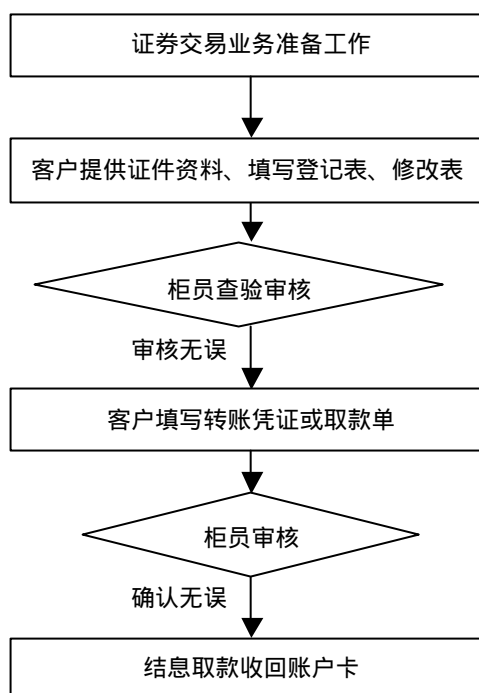 证券交易业务准备工作
客户提供证件资料、填写登记表、修改表
柜员查验审核
审核无误
客户填写转账凭证或取款单
柜员审核
确认无误
结息取款收回账户卡